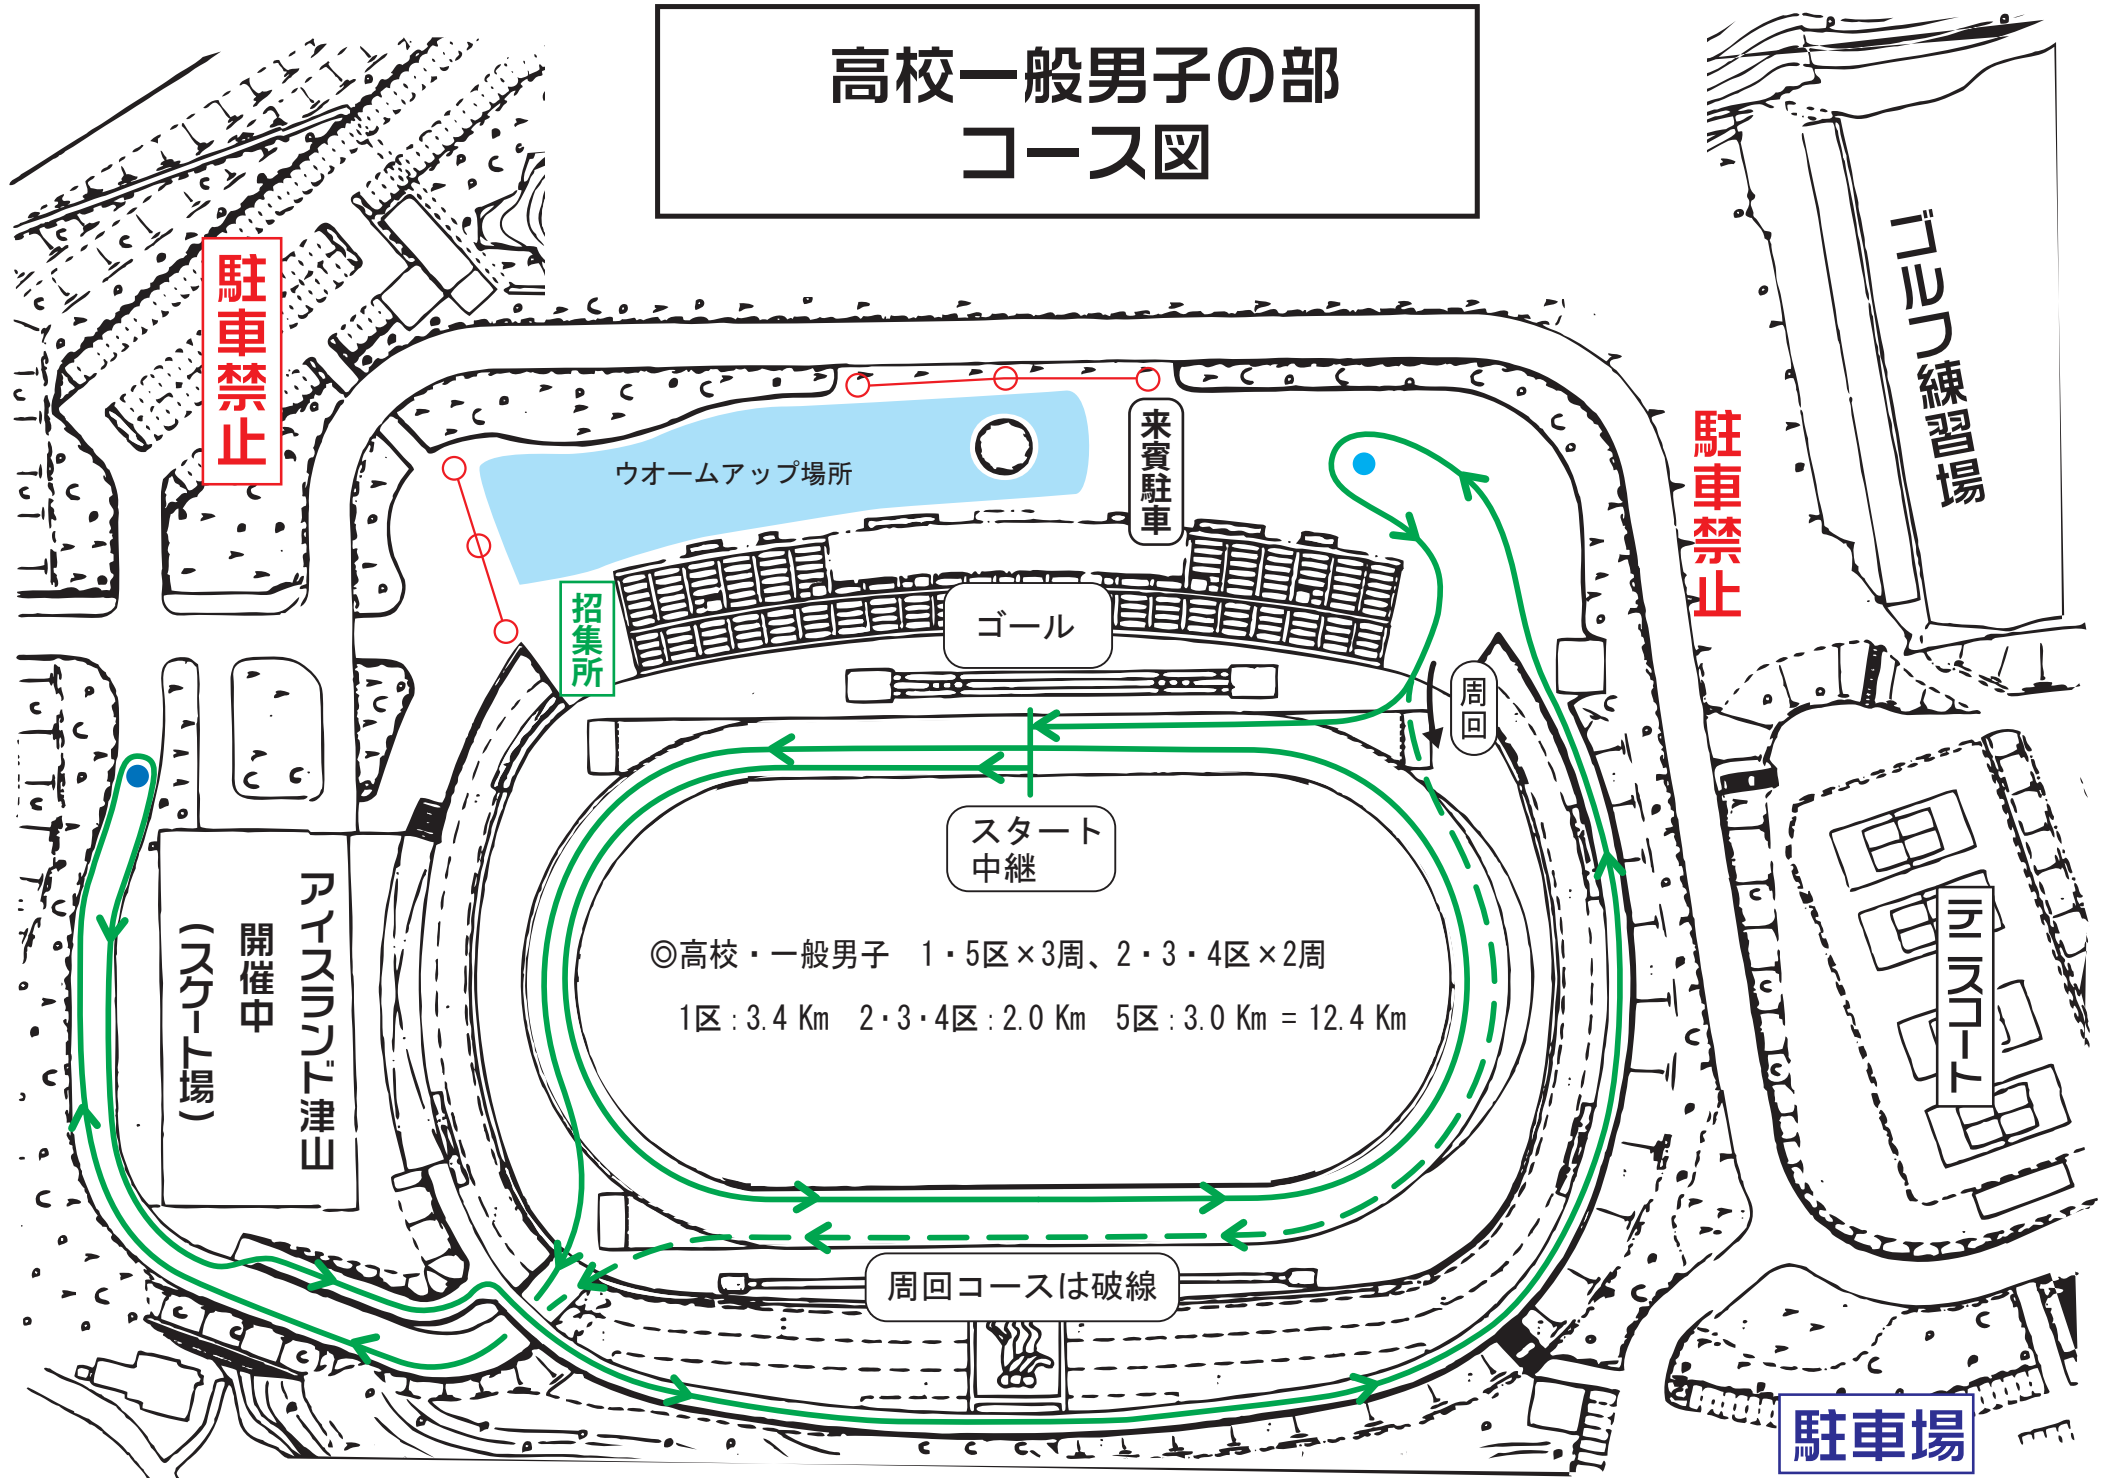 高校一般男子の部
コース図
駐車禁止
ゴルフ練習場
駐車禁止
来賓駐車
ウオームアップ場所
招集所
ゴール
周回
スタート
中継
アイスランド津山
開催中
(スケート場)
◎高校・一般男子　1・5区×3周、2・3・4区×2周
1区:3.4 Km　2・3・4区:2.0 Km　5区:3.0 Km = 12.4 Km
テニスコート
周回コースは破線
駐車場